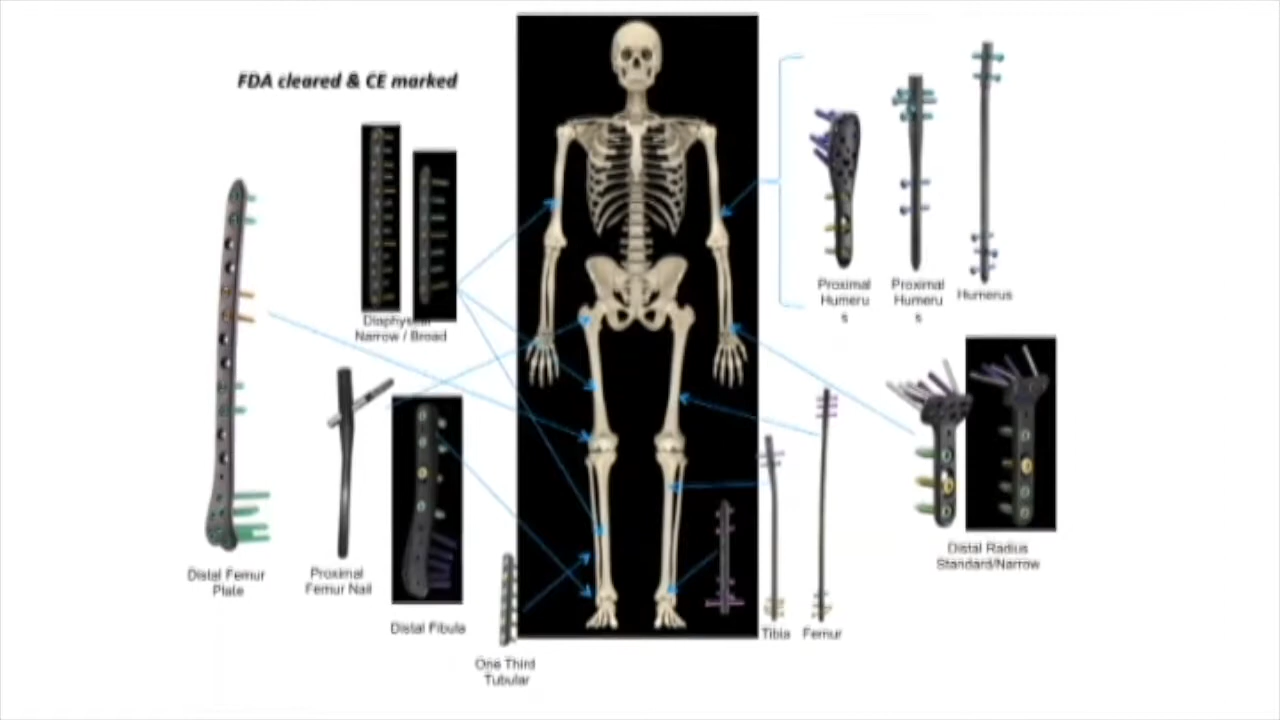 FDA cleared & CE marked
Narrow / Broad
Proximal
Humeru
s
Proximal
Humeru
s
Humerus
Distal Radius
Standard/Narrow
Distal Femur
Plate
Proximal
Femur Nail
Distal Fibula
One Third
Tubular
Tibia
Femur